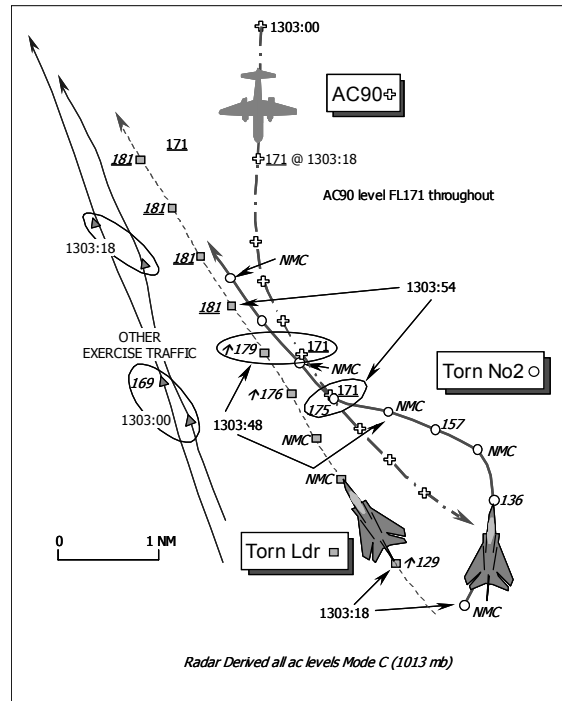 1303:00
AC90
171
181
171 @ 1303:18
AC90 level FL171 throughout
181
1303:18
181
NMC
1303:54
181
OTHER
EXERCISE TRAFFIC
↑179
171
NMC
Torn No2
169
↑176
171
175
1303:00
1303:48
NMC
157
NMC
NMC
NMC
136
0
1 NM
Torn Ldr
↑129
1303:18
NMC
Radar Derived all ac levels Mode C (1013 mb)